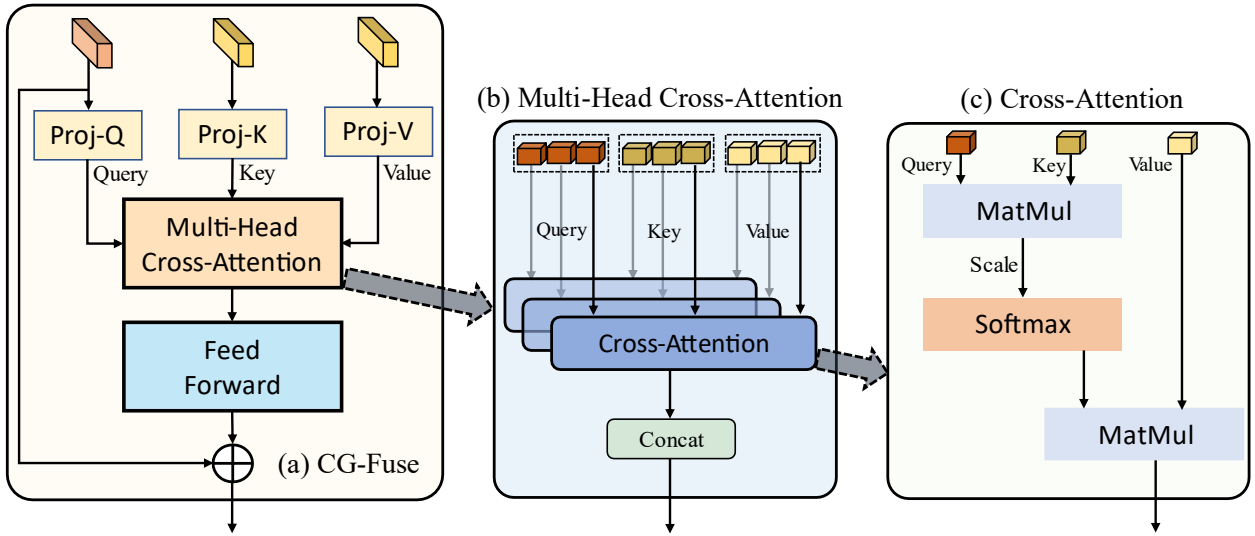 Proj-Q
Proj-K
Proj-V
Query
Key
Value
Multi-Head
Cross-Attention
Feed
Forward
(a) CG-Fuse
(b) Multi-Head Cross-Attention
Query
Key
Value
Cross-Attention
Concat
(c) Cross-Attention
Query
Key
Value
MatMul
Scale
Softmax
MatMul